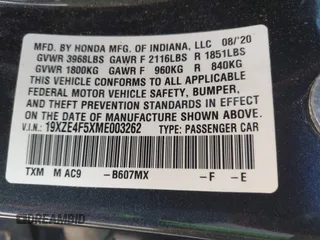 MFD. BY HONDA MFG. OF INDIANA, LLC 08/'20
GVWR 3968LBS GAWR F 2116LBS R 1851LBS
GVWR 1800KG GAWR F 960KG R 840KG
THIS VEHICLE CONFORMS TO ALL APPLICABLE
FEDERAL MOTOR VEHICLE SAFETY, BUMPER,
AND THEFT PREVENTION STANDARDS IN EFFECT
ON THE DATE OF MANUFACTURE SHOWN ABOVE.
V.I.N.: 19XZE4F5XME003262 TYPE: PASSENGER CAR
TXM M AC9 -B607MX -F -E
DREAMBID